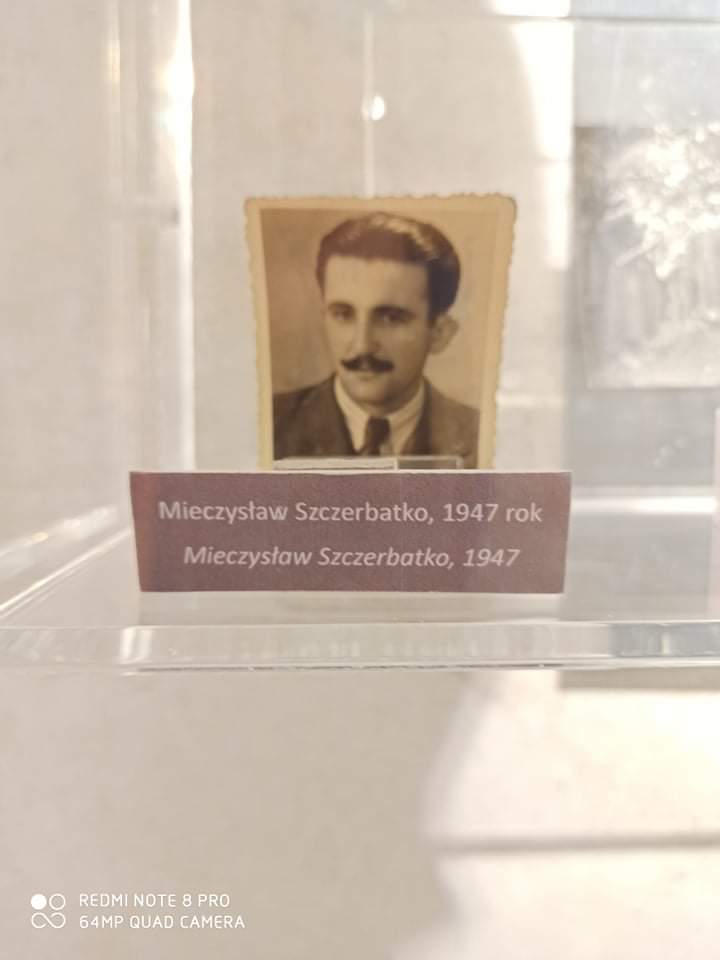 Mieczysław Szczerbatko, 1947 rok
Mieczysław Szczerbatko, 1947
REDMI NOTE 8 PRO
64MP QUAD CAMERA